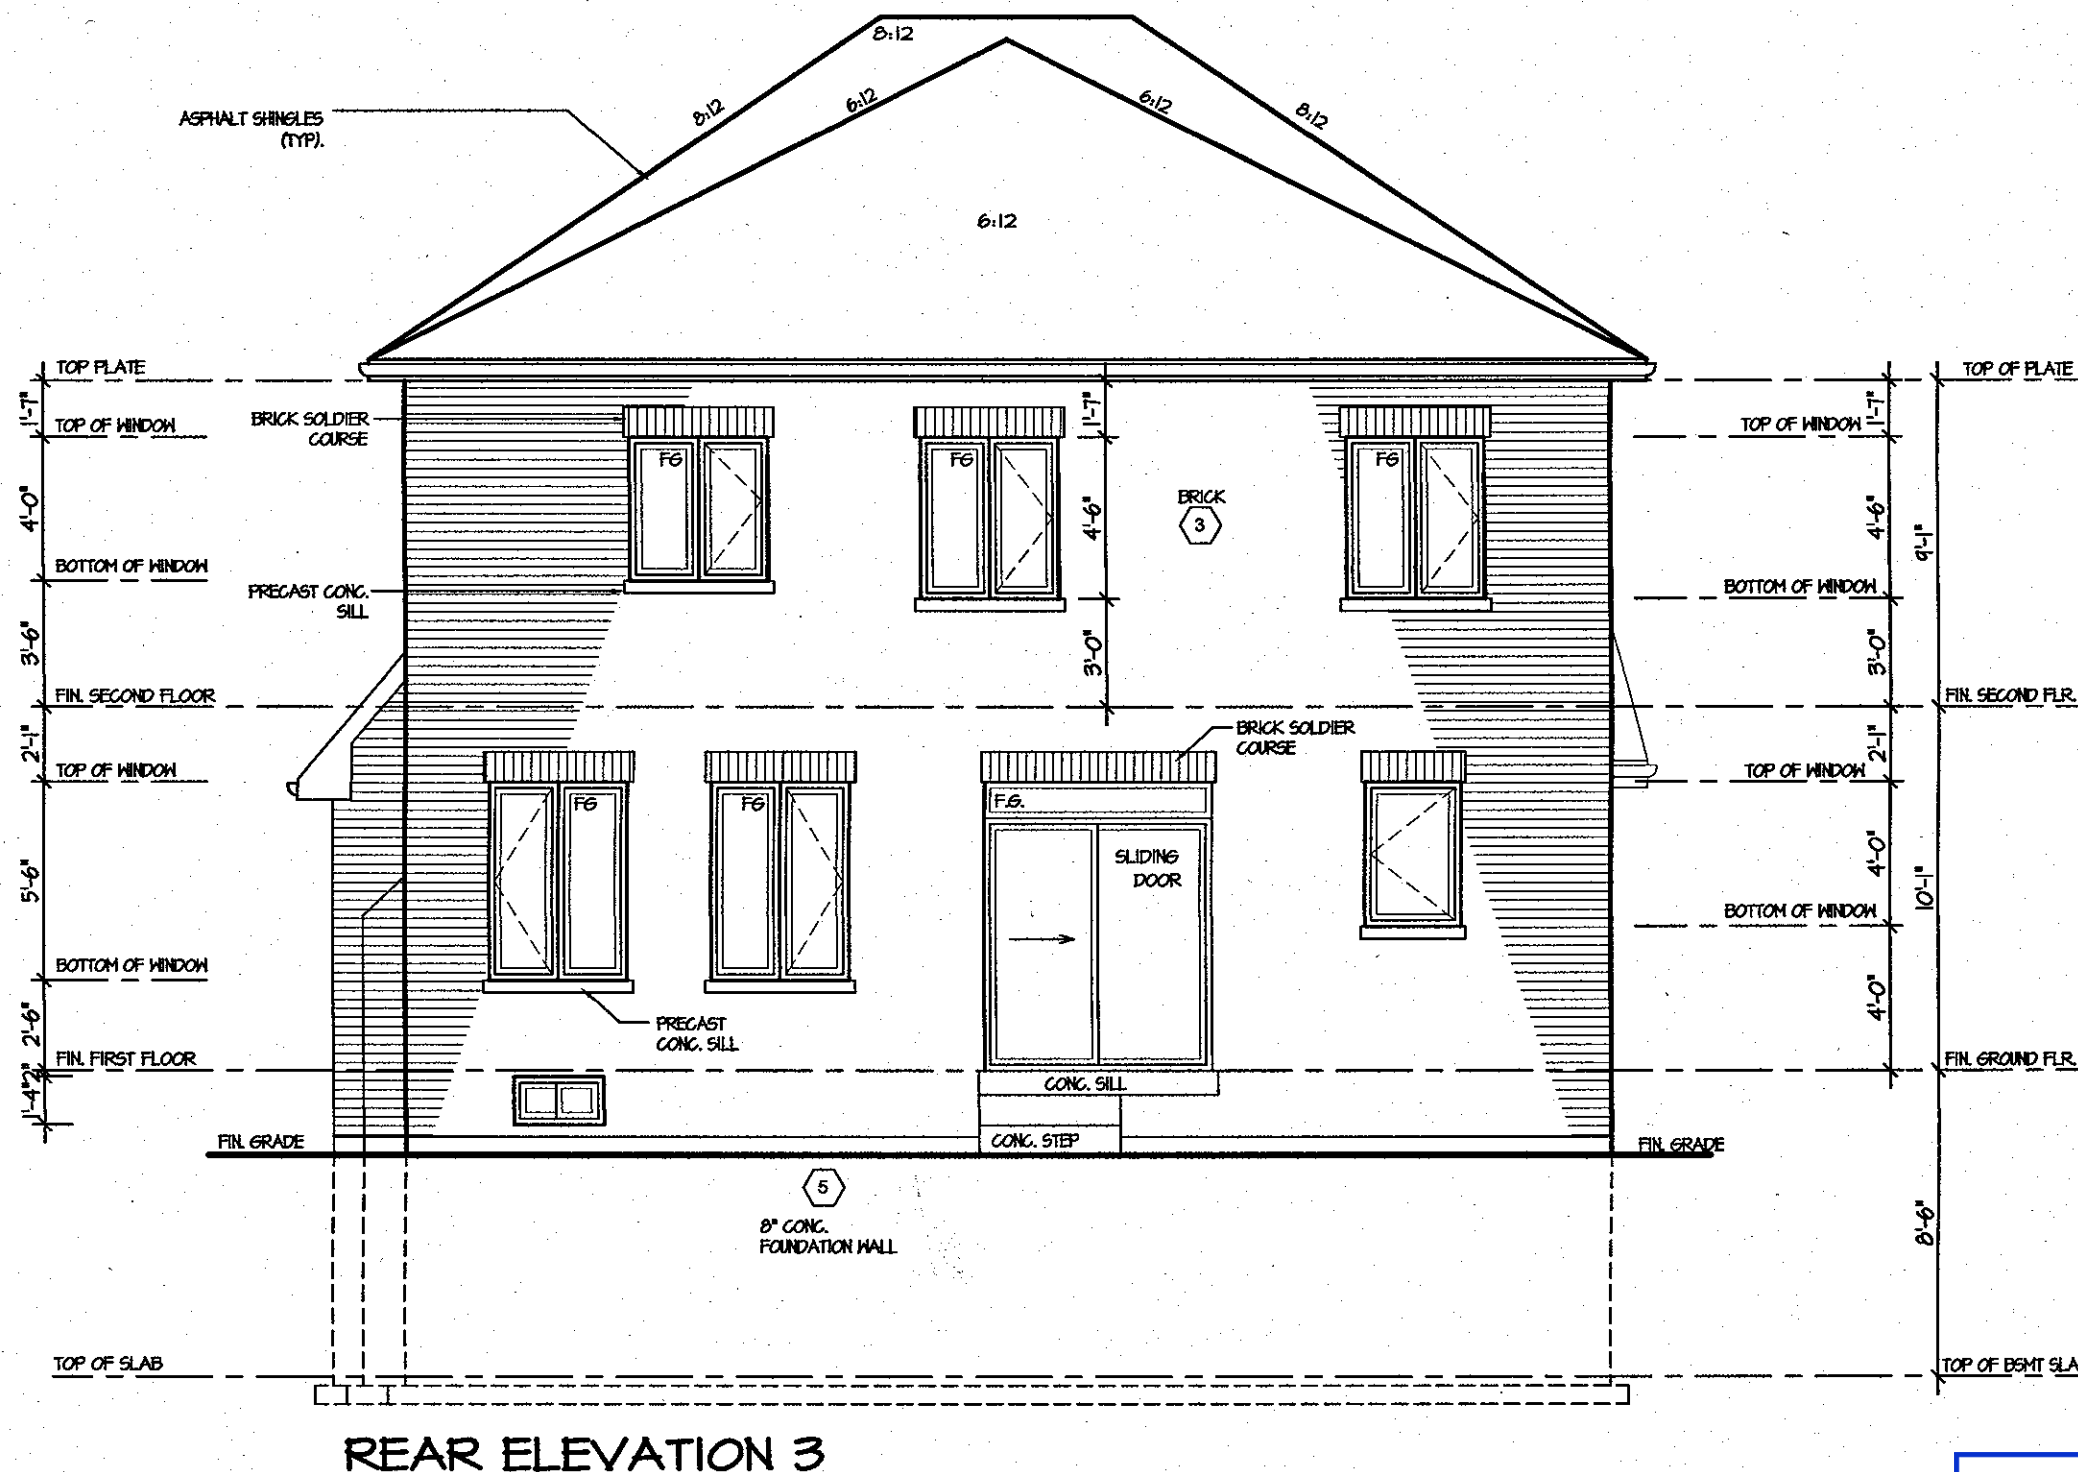 8:12
8:12
6:12
6:12
8:12
ASPHALT SHINGLES
(TYP).
6:12
TOP PLATE
TOP OF PLATE
1'-7"
BRICK SOLDIER
COURSE
1'-7"
1'-7"
TOP OF WINDOW
TOP OF WINDOW
FG
FG
FG
4'-0"
BRICK
3
4'-6"
4'-6"
9'-1"
BOTTOM OF WINDOW
BOTTOM OF WINDOW
PRECAST CONC.
SILL
3'-6"
3'-0"
3'-0"
FIN. SECOND FLOOR
FIN. SECOND FLR.
2'-1"
BRICK SOLDIER
COURSE
2'-1"
TOP OF WINDOW
TOP OF WINDOW
FG
FG
F.G.
SLIDING
DOOR
5'-6"
4'-0"
10'-1"
BOTTOM OF WINDOW
BOTTOM OF WINDOW
2'-6"
PRECAST
CONC. SILL
4'-0"
FIN. FIRST FLOOR
FIN. GROUND FLR.
CONC. SILL
FIN. GRADE
CONC. STEP
FIN. GRADE
5
8" CONC.
FOUNDATION WALL
8'-6"
TOP OF SLAB
TOP OF BSMT SLA
REAR ELEVATION 3